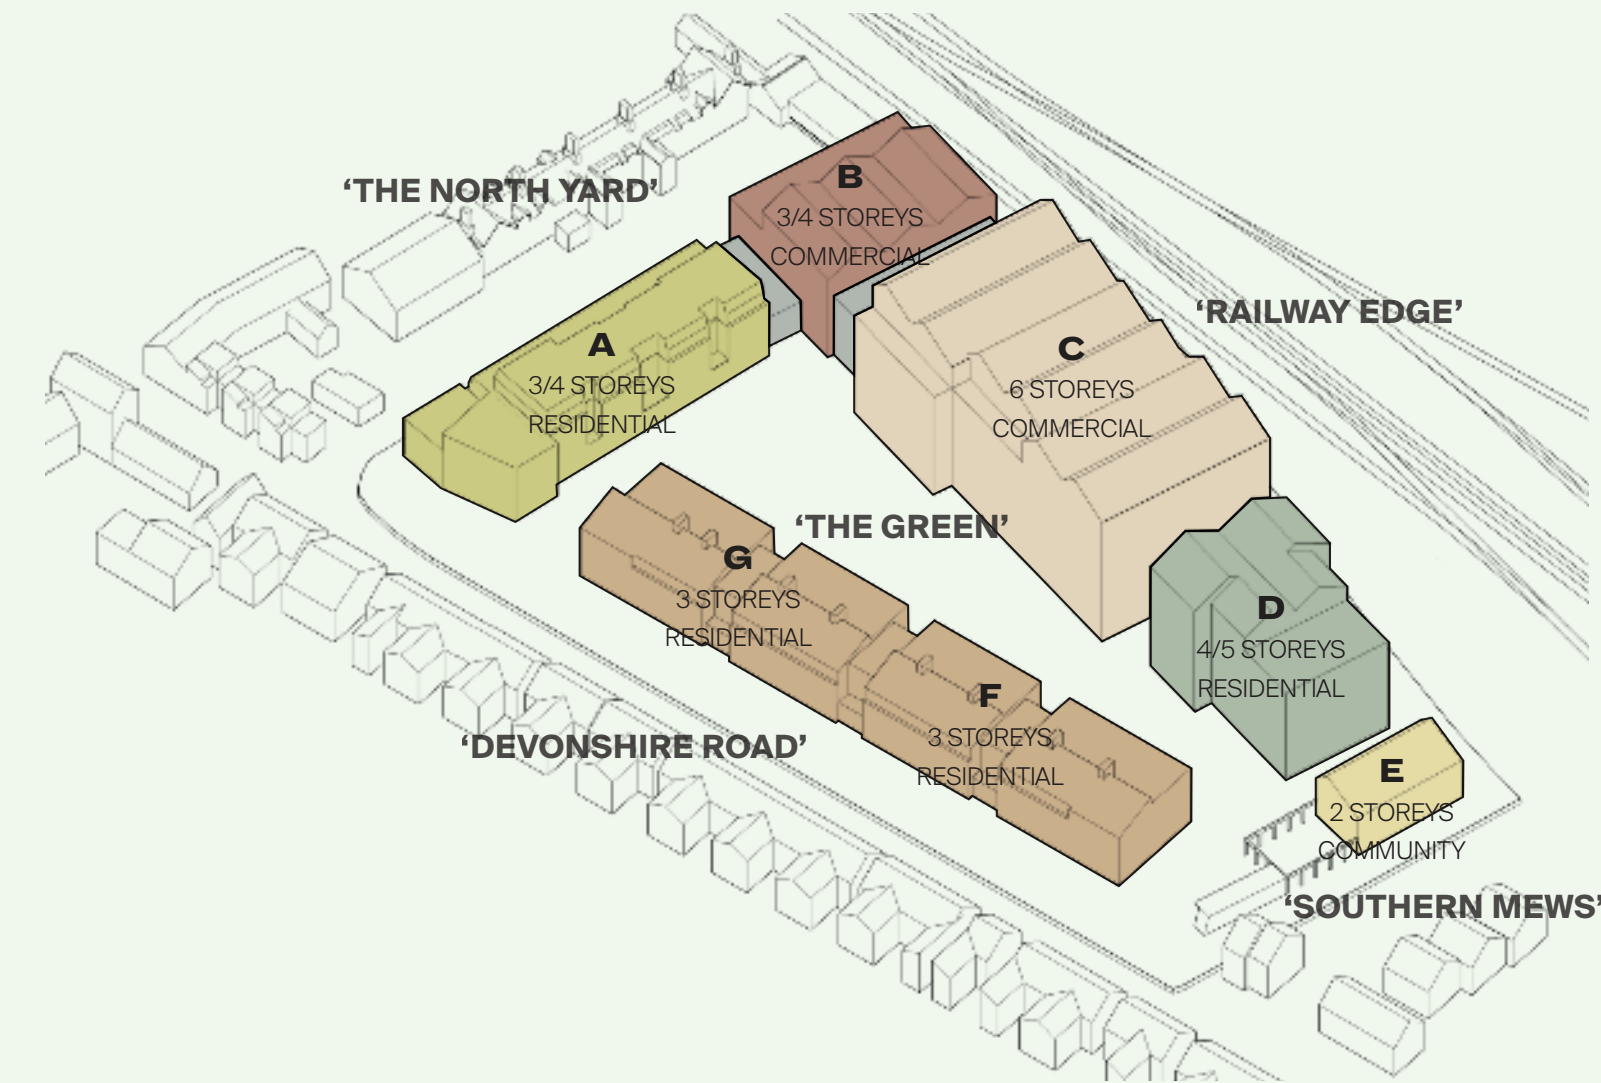 ‘THE NORTH YARD’
B
3/4 STOREYS
COMMERCIAL
‘RAILWAY EDGE’
A
3/4 STOREYS
RESIDENTIAL
C
6 STOREYS
COMMERCIAL
‘THE GREEN’
G
3 STOREYS
RESIDENTIAL
D
4/5 STOREYS
RESIDENTIAL
F
3 STOREYS
RESIDENTIAL
‘DEVONSHIRE ROAD’
E
2 STOREYS
COMMUNITY
‘SOUTHERN MEWS’